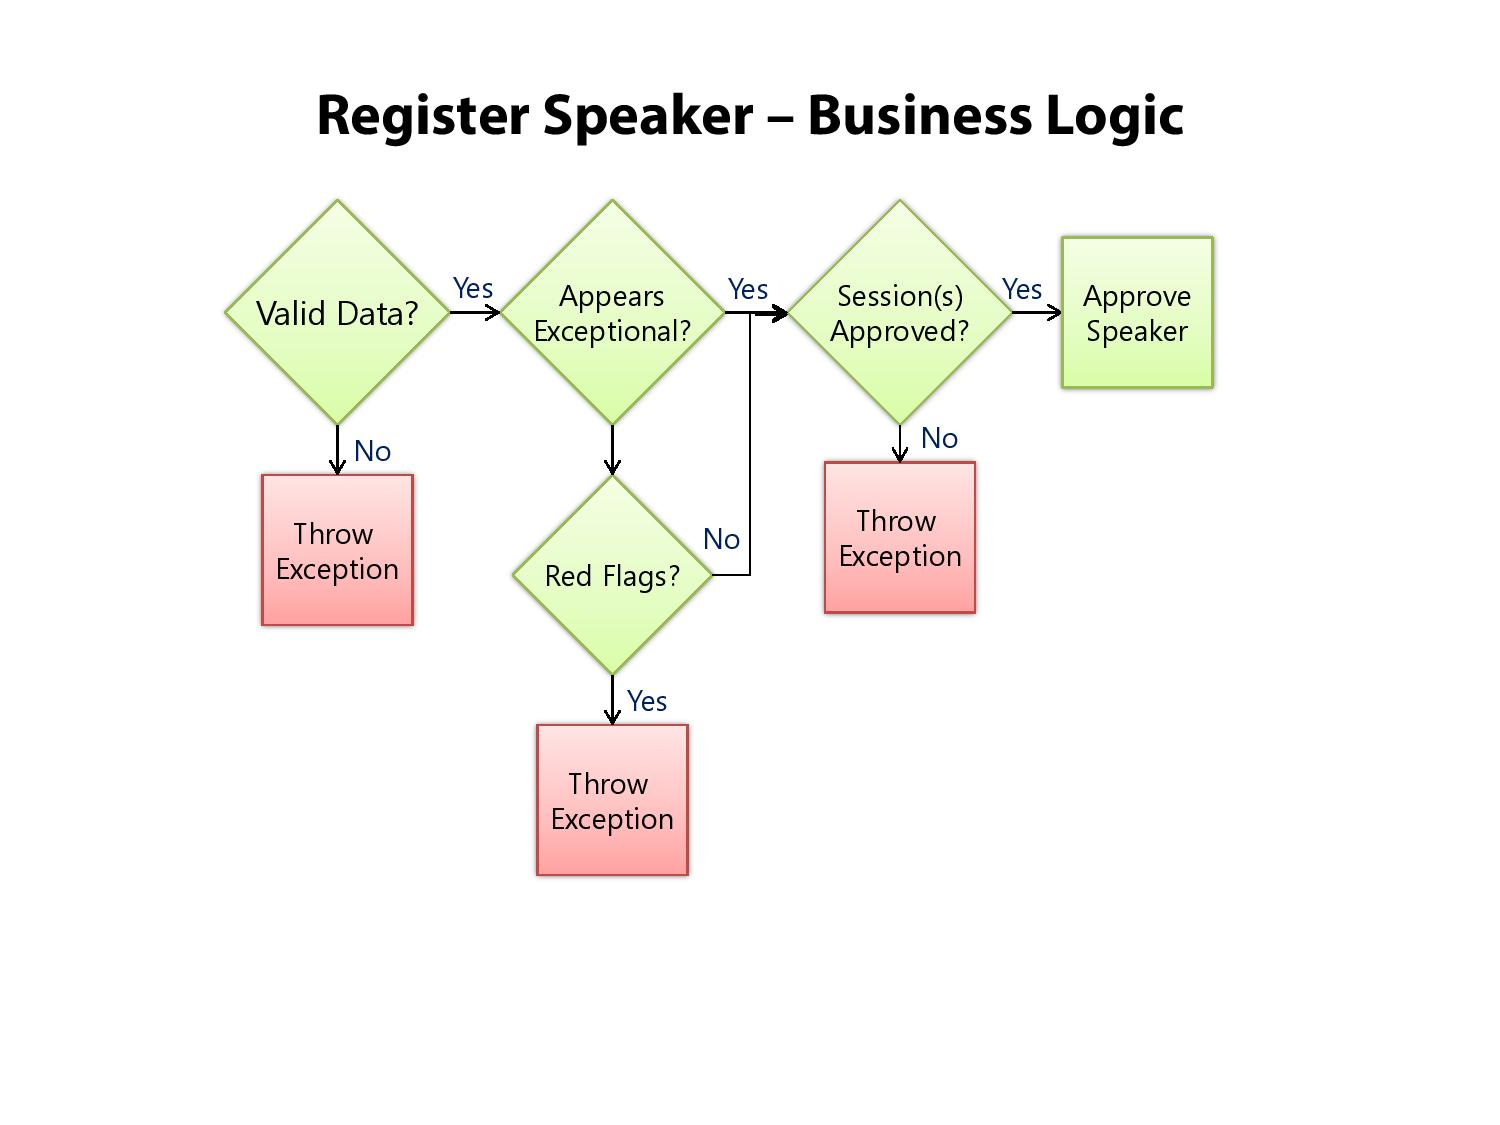 Register Speaker – Business Logic
Valid Data?
Yes
Appears
Exceptional?
Yes
Session(s)
Approved?
Yes
Approve
Speaker
No
Throw
Exception
Red Flags?
No
No
Throw
Exception
Yes
Throw
Exception